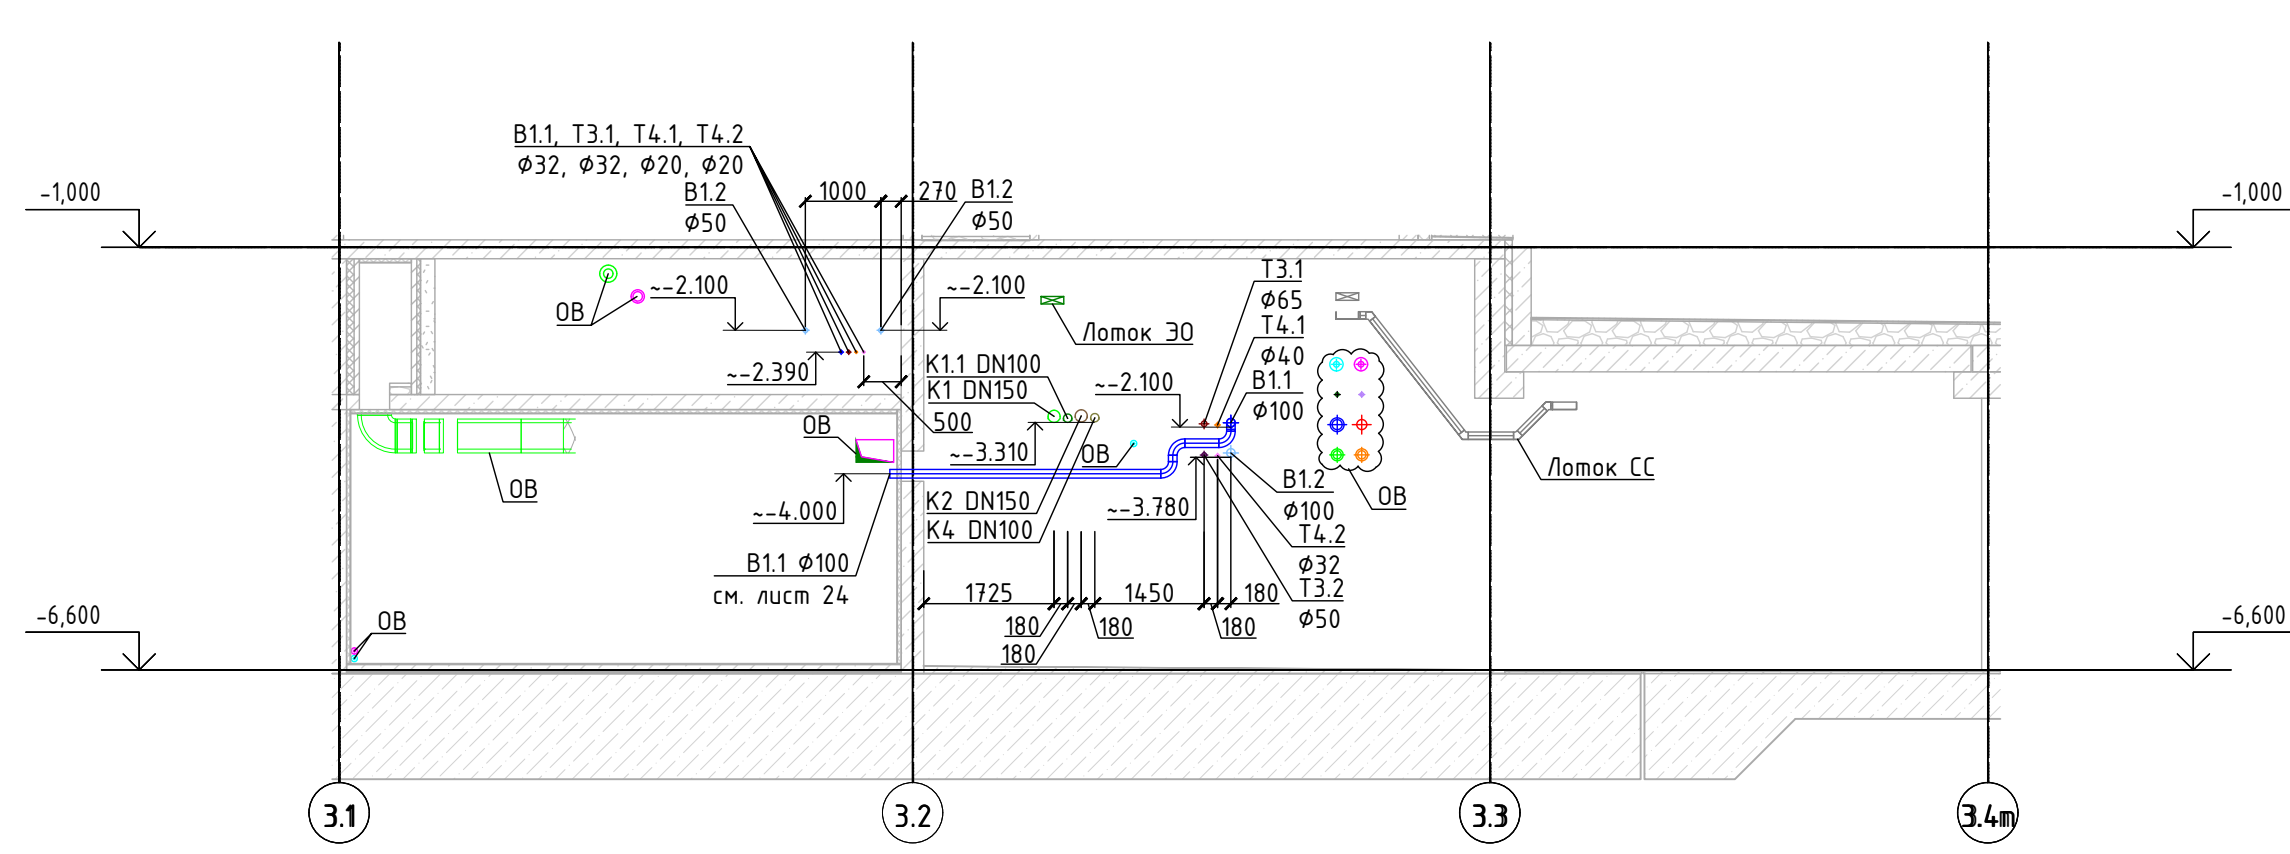 В1.1, Т3.1, Т4.1, Т4.2
Ф32, Ф32, Ф20, Ф20
-1,000
В1.2
Ф50
1000
270
В1.2
Ф50
-1,000
ОВ
~-2.100
~-2.100
Лоток ЭО
Т3.1
Ф65
Т4.1
Ф40
В1.1
Ф100
~-2.390
К1.1 DN100
К1 DN150
~-2.100
500
ОВ
~-3.310
ОВ
ОВ
~-4.000
К2 DN150
К4 DN100
~-3.780
В1.2
Ф100
Т4.2
Ф32
Т3.2
Ф50
ОВ
Лоток СС
В1.1 Ф100
см. лист 24
1725
1450
180
180
180
180
180
-6,600
ОВ
-6,600
3.1
3.2
3.3
3.4m